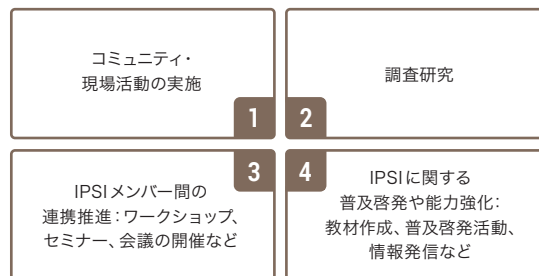 コミュニティ・
現場活動の実施
1
調査研究
2
IPSIメンバー間の
連携推進：ワークショップ、
セミナー、会議の開催など
3
IPSIに関する
普及啓発や能力強化：
教材作成、普及啓発活動、
情報発信など
4